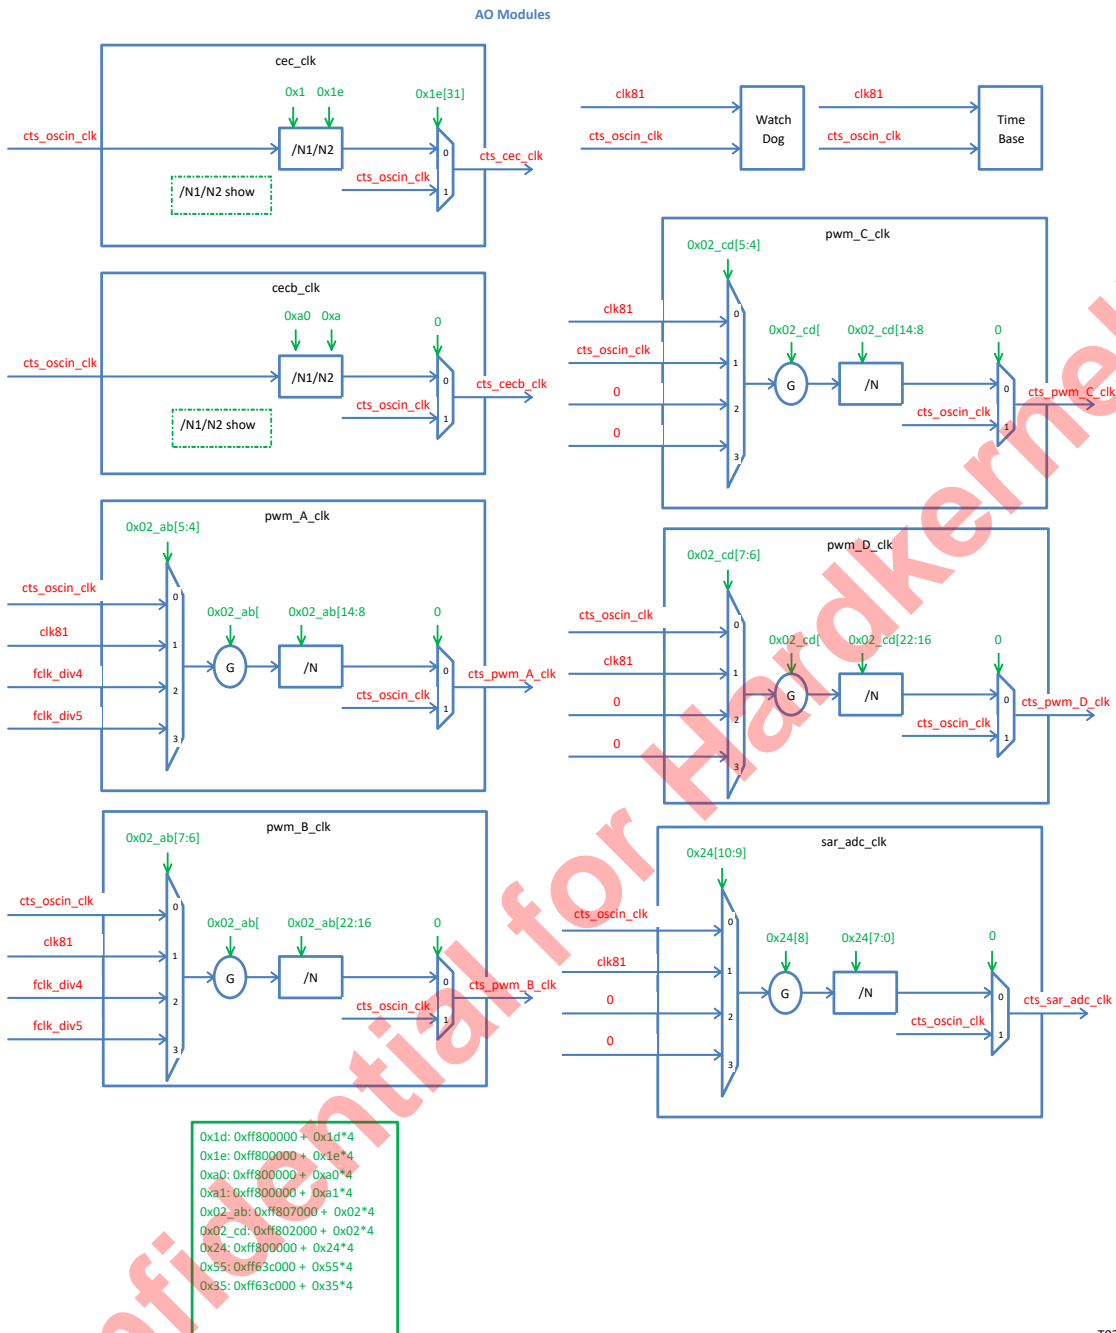 AO Modules
cec_clk
0x1 0x1e 0x1e[31]
cts_oscin_clk
/N1/N2
0
1
cts_oscin_clk
cts_cec_clk
/N1/N2 show
clk81
cts_oscin_clk
Watch
Dog
clk81
cts_oscin_clk
Time
Base
cecb_clk
0xa0 0xa 0
cts_oscin_clk
/N1/N2
0
1
cts_oscin_clk
cts_cecb_clk
/N1/N2 show
pwm_C_clk
0x02_cd[5:4]
clk81
cts_oscin_clk
0
0
0
1
2
3
0x02_cd[
G
0x02_cd[14:8
/N
0
0
1
cts_oscin_clk
cts_pwm_C_clk
pwm_A_clk
0x02_ab[5:4]
cts_oscin_clk
clk81
fclk_div4
fclk_div5
0
1
2
3
0x02_ab[
G
0x02_ab[14:8
/N
0
0
1
cts_oscin_clk
cts_pwm_A_clk
pwm_D_clk
0x02_cd[7:6]
cts_oscin_clk
clk81
0
0
0
1
2
3
0x02_cd[
G
0x02_cd[22:16
/N
0
0
1
cts_oscin_clk
cts_pwm_D_clk
pwm_B_clk
0x02_ab[7:6]
cts_oscin_clk
clk81
fclk_div4
fclk_div5
0
1
2
3
0x02_ab[
G
0x02_ab[22:16
/N
0
0
1
cts_oscin_clk
cts_pwm_B_clk
sar_adc_clk
0x24[10:9]
cts_oscin_clk
clk81
0
0
0
1
2
3
0x24[8]
G
0x24[7:0]
/N
0
0
1
cts_oscin_clk
cts_sar_adc_clk
0x1d: 0xff800000 + 0x1d*4
0x1e: 0xff800000 + 0x1e*4
0xa0: 0xff800000 + 0xa0*4
0xa1: 0xff800000 + 0xa1*4
0x02_ab: 0xff807000 + 0x02*4
0x02_cd: 0xff802000 + 0x02*4
0x24: 0xff800000 + 0x24*4
0x55: 0xff63c000 + 0x55*4
0x35: 0xff63c000 + 0x35*4
nfidential for Hardkernel